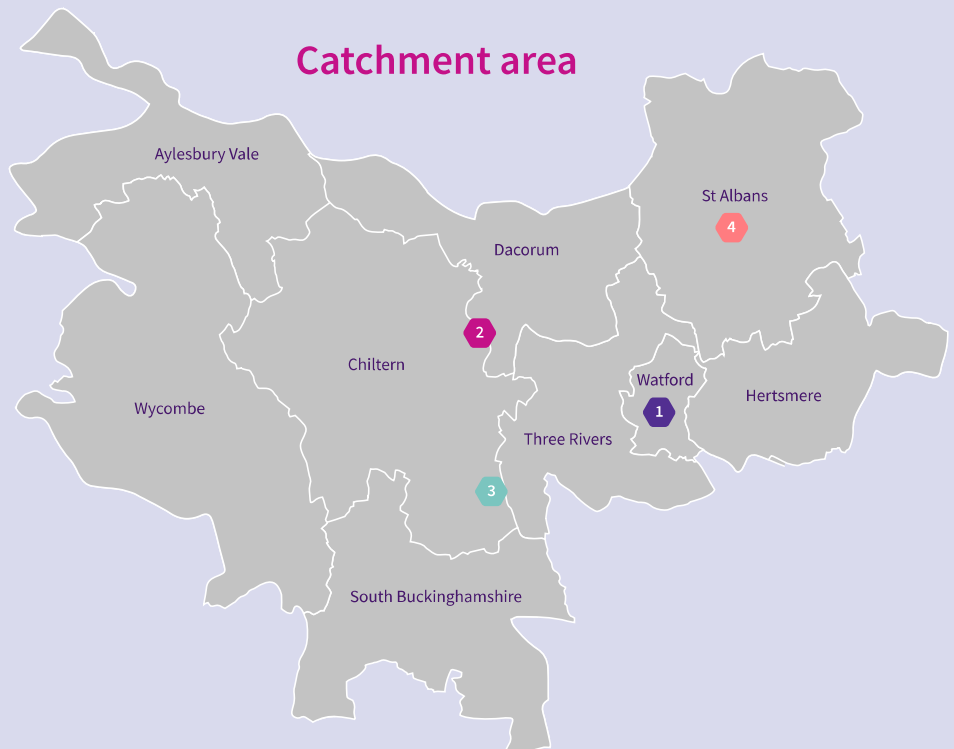 Catchment area
Aylesbury Vale
St Albans
4
Dacorum
2
Chiltern
Watford
Hertsmere
Wycombe
1
Three Rivers
3
South Buckinghamshire